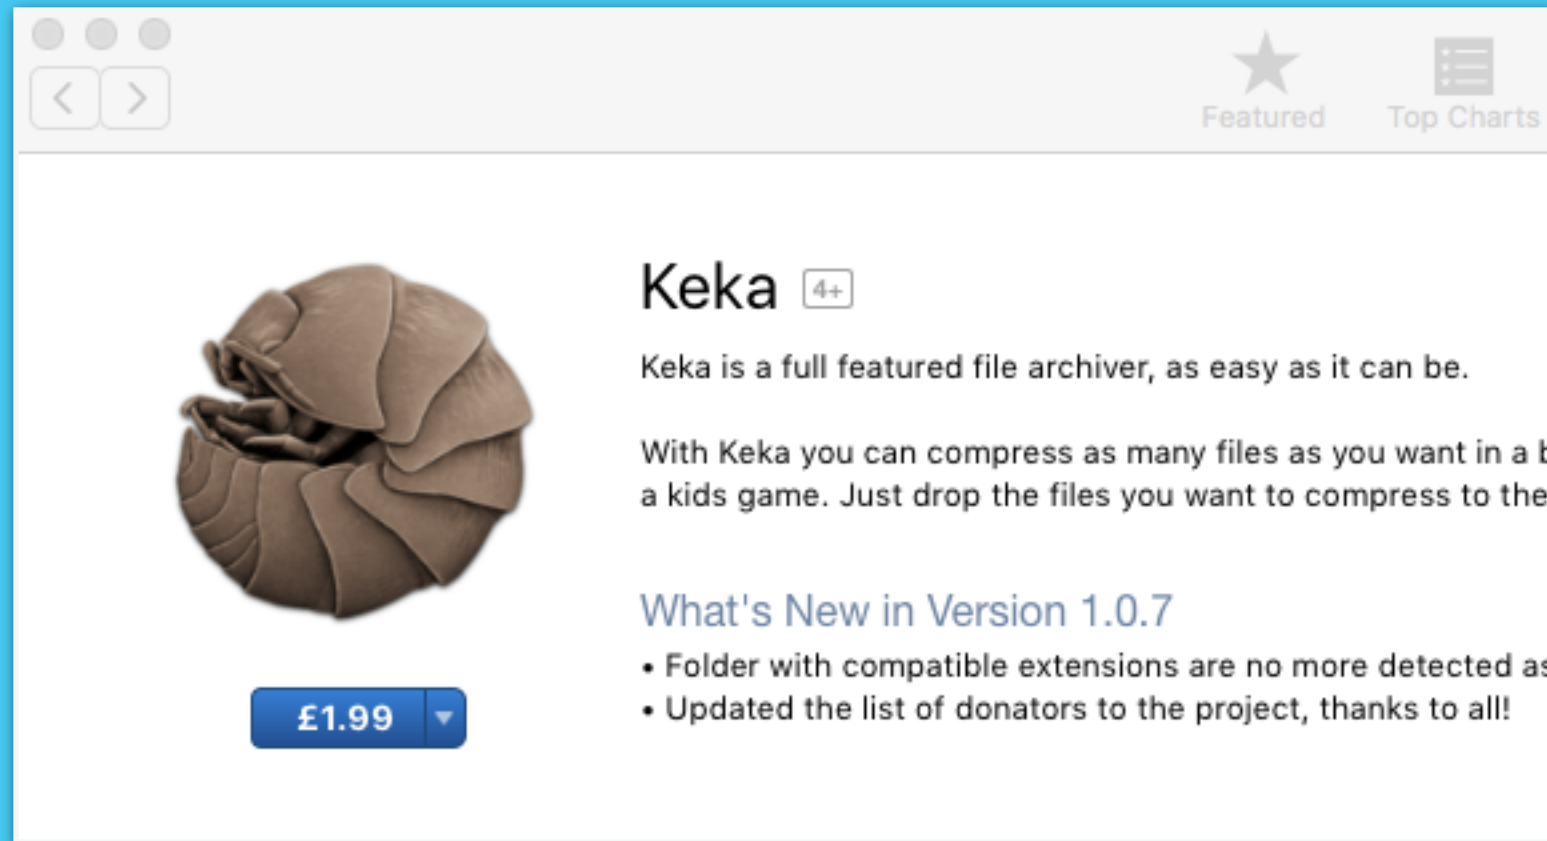 Featured
Top Charts
Keka 4+
Keka is a full featured file archiver, as easy as it can be.
With Keka you can compress as many files as you want in a
a kids game. Just drop the files you want to compress to the
What's New in Version 1.0.7
• Folder with compatible extensions are no more detected as
• Updated the list of donators to the project, thanks to all!
£1.99